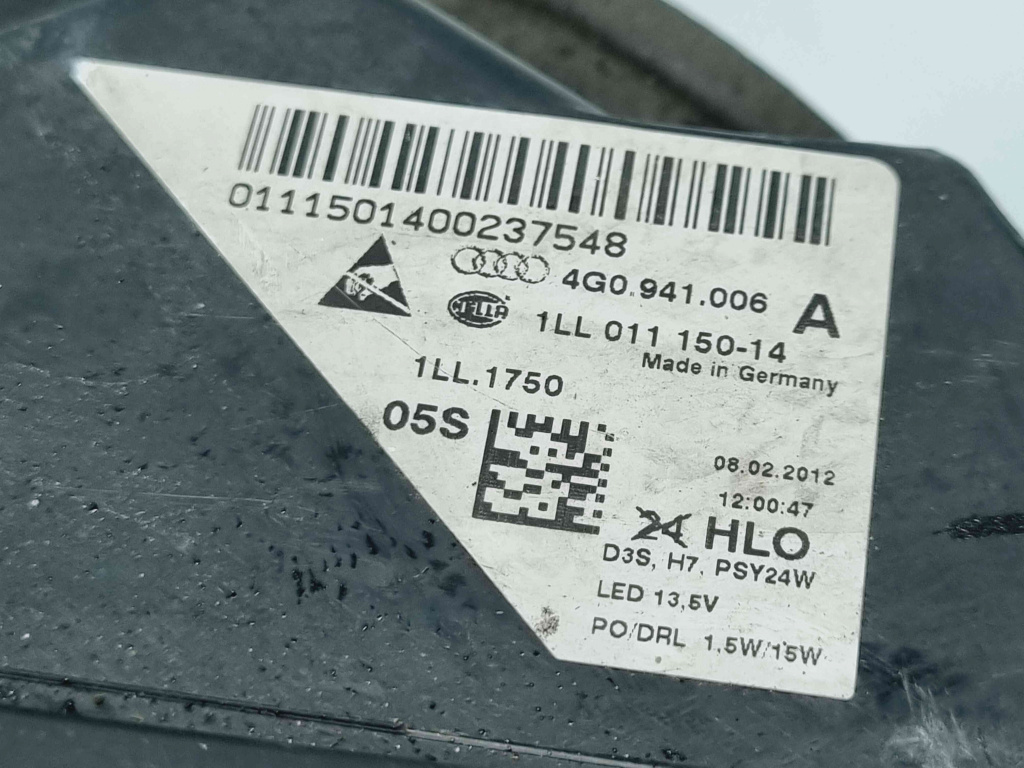 0111501400237548
4G0.941.006 A
HELLA 1LL 011 150-14
Made in Germany
1LL.1750
05S
08.02.2012
12:00:47
24 HLO
D3S, H7, PSY24W
LED 13,5V
PO/DRL 1.5W/15W